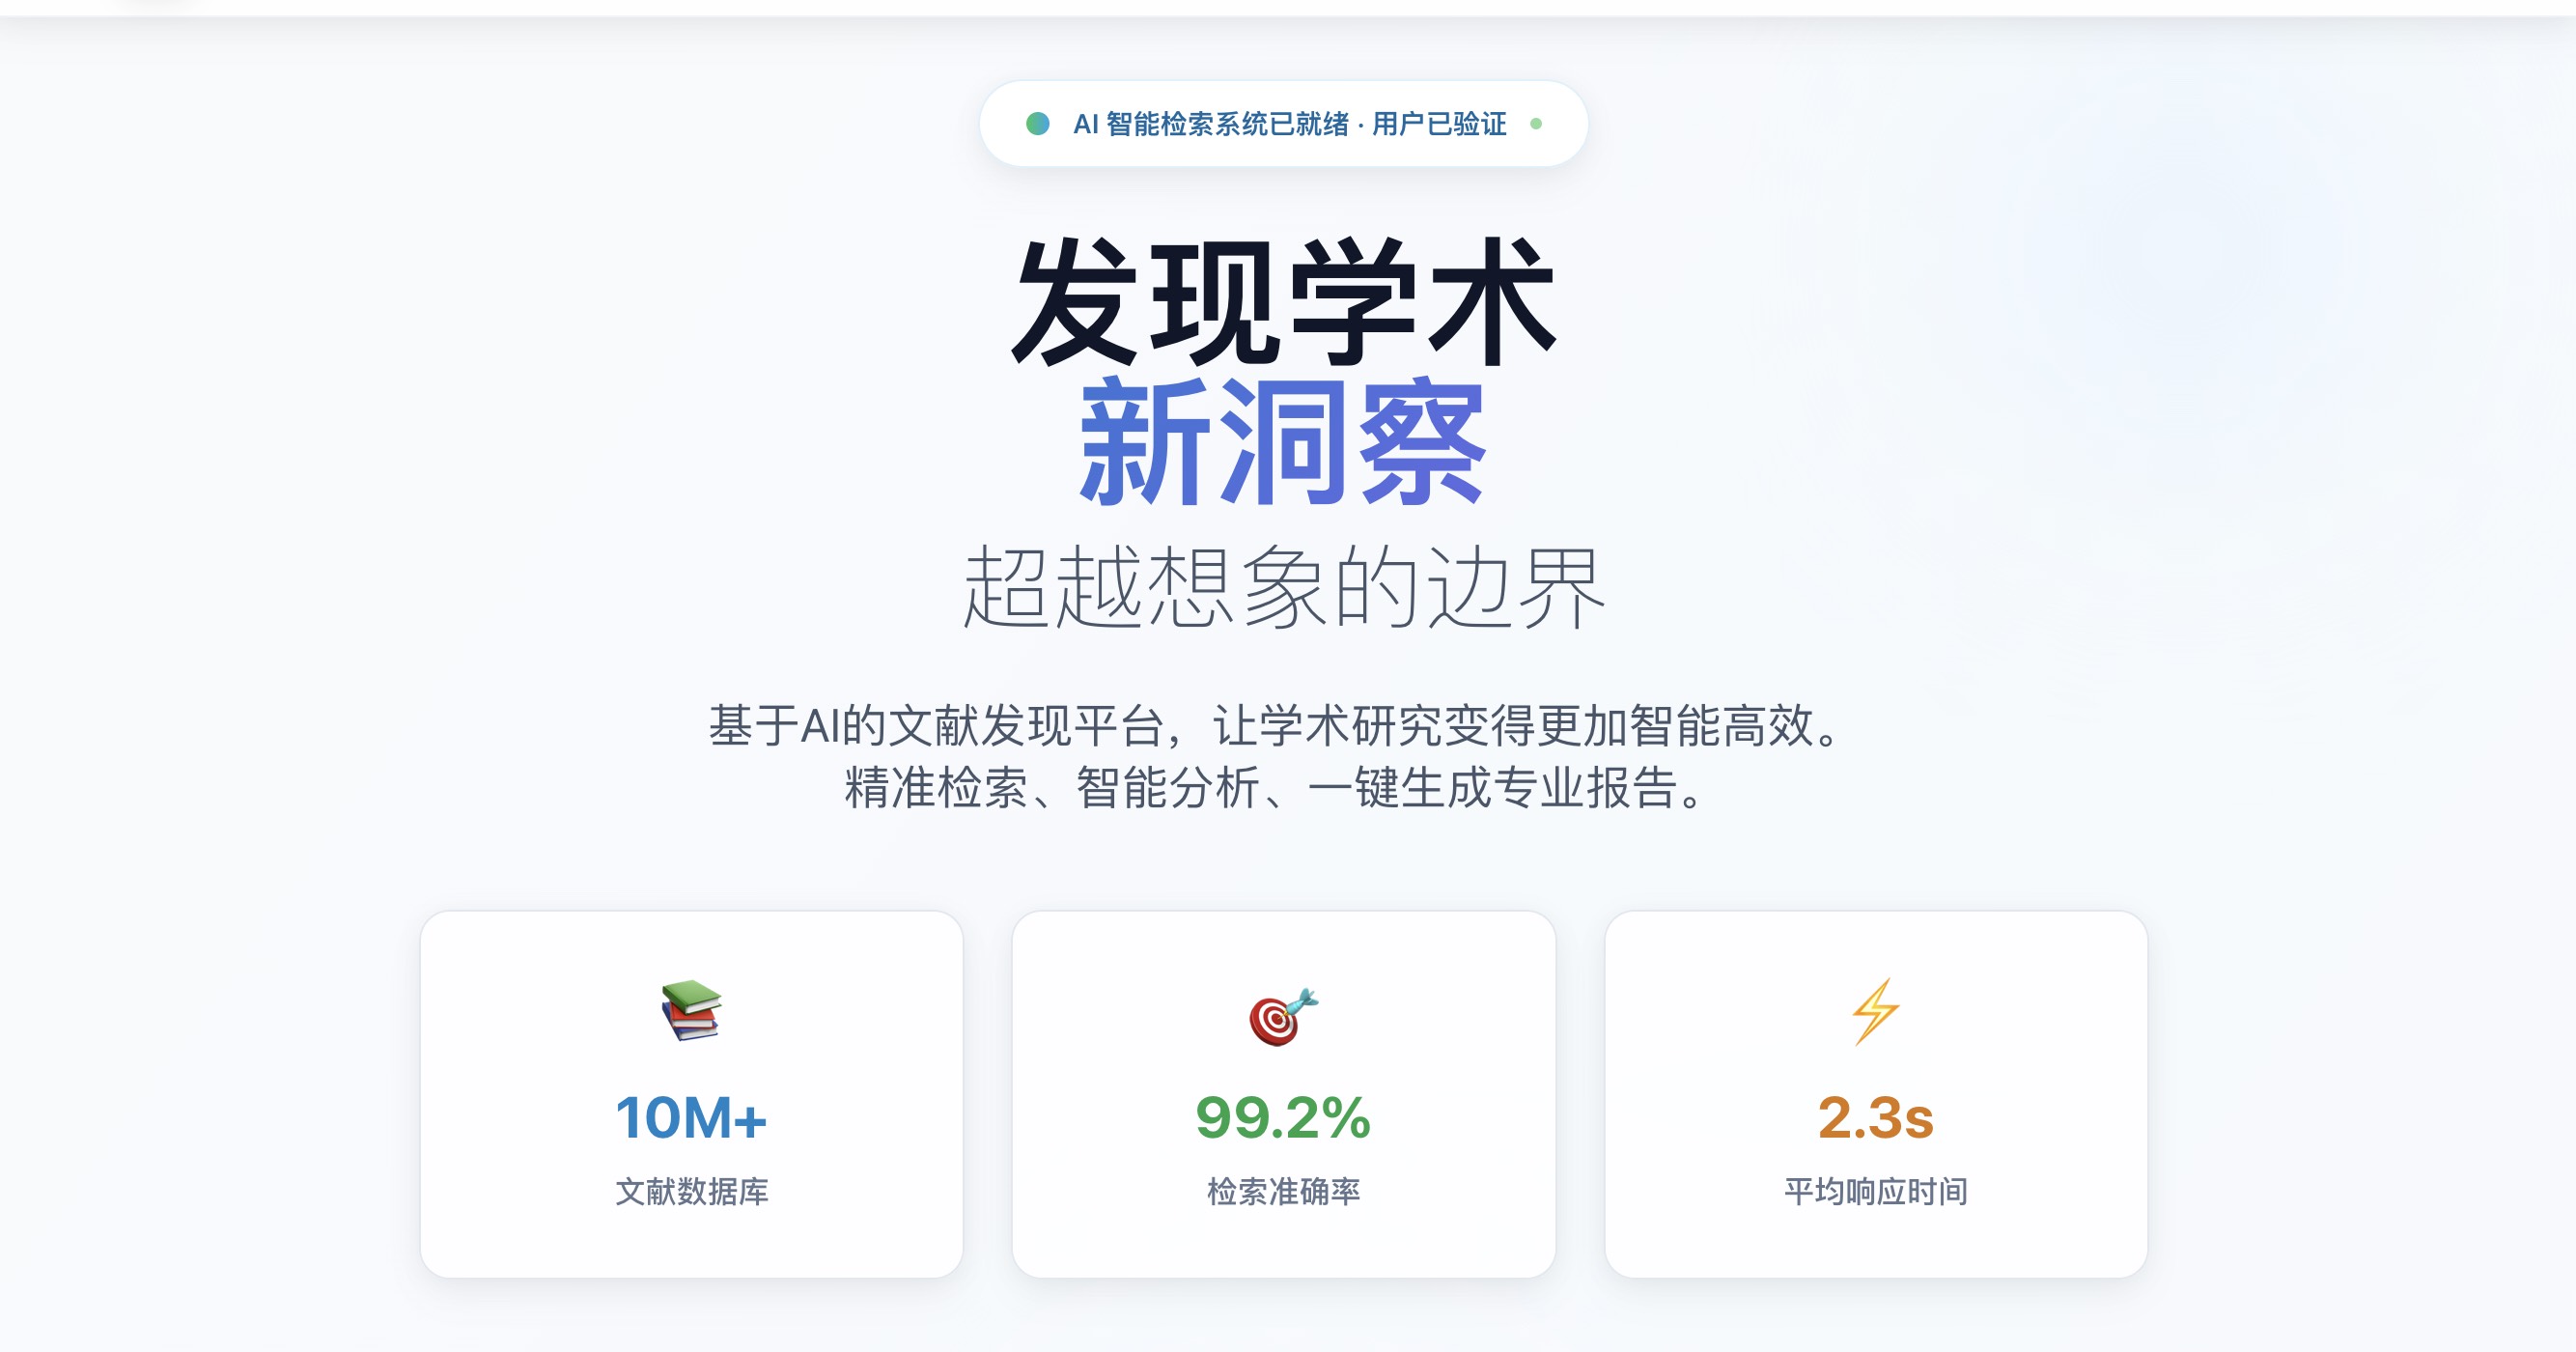 AI 智能检索系统已就绪 · 用户已验证
发现学术
新洞察
超越想象的边界
基于AI的文献发现平台，让学术研究变得更加智能高效。
精准检索、智能分析、一键生成专业报告。
10M+
文献数据库
99.2%
检索准确率
2.3s
平均响应时间